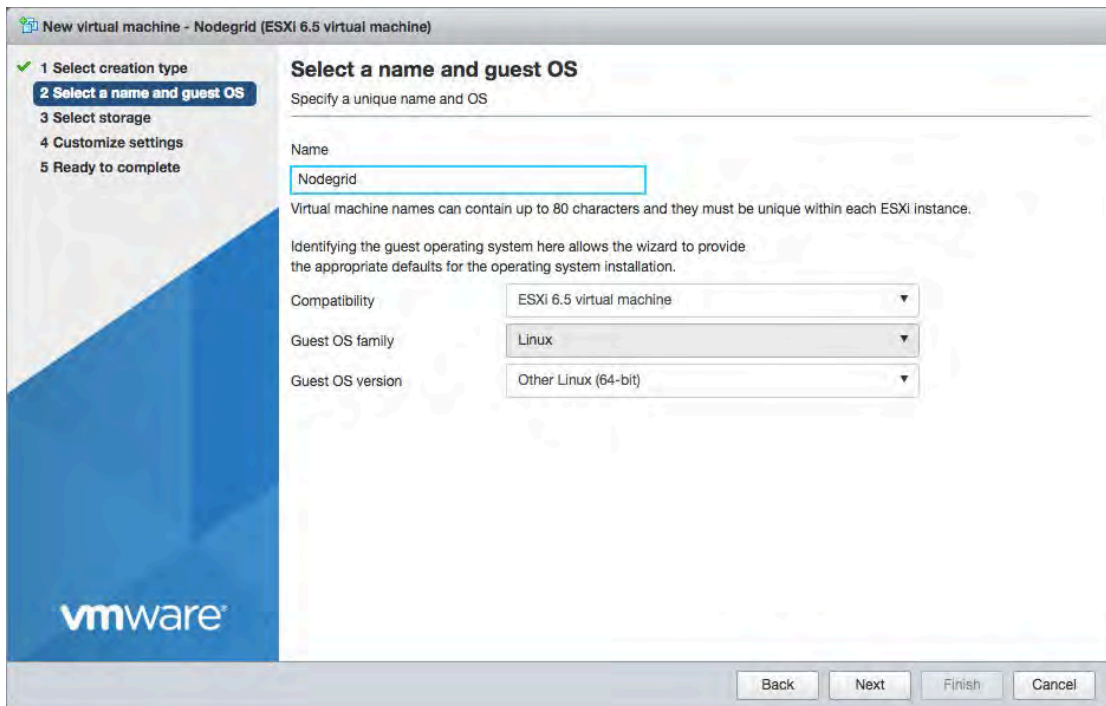 New virtual machine - Nodegrid (ESXi 6.5 virtual machine)
1 Select creation type
2 Select a name and guest OS
3 Select storage
4 Customize settings
5 Ready to complete
Select a name and guest OS
Specify a unique name and OS
Name
Nodegrid
Virtual machine names can contain up to 80 characters and they must be unique within each ESXi instance.
Identifying the guest operating system here allows the wizard to provide
the appropriate defaults for the operating system installation.
Compatibility ESXi 6.5 virtual machine
Guest OS family Linux
Guest OS version Other Linux (64-bit)
vmware®
Back Next Finish Cancel